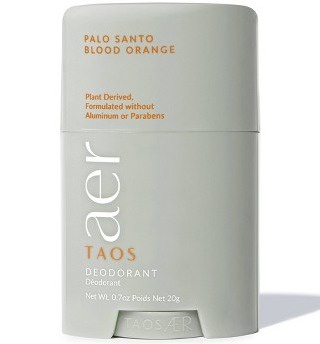 PALO SANTO
BLOOD ORANGE
Plant Derived,
Formulated without
Aluminum or Parabens
aer
TAOS
DEODORANT
Déodorant
Net Wt. 0.7oz Poids Net 20g
TAOS ÆR